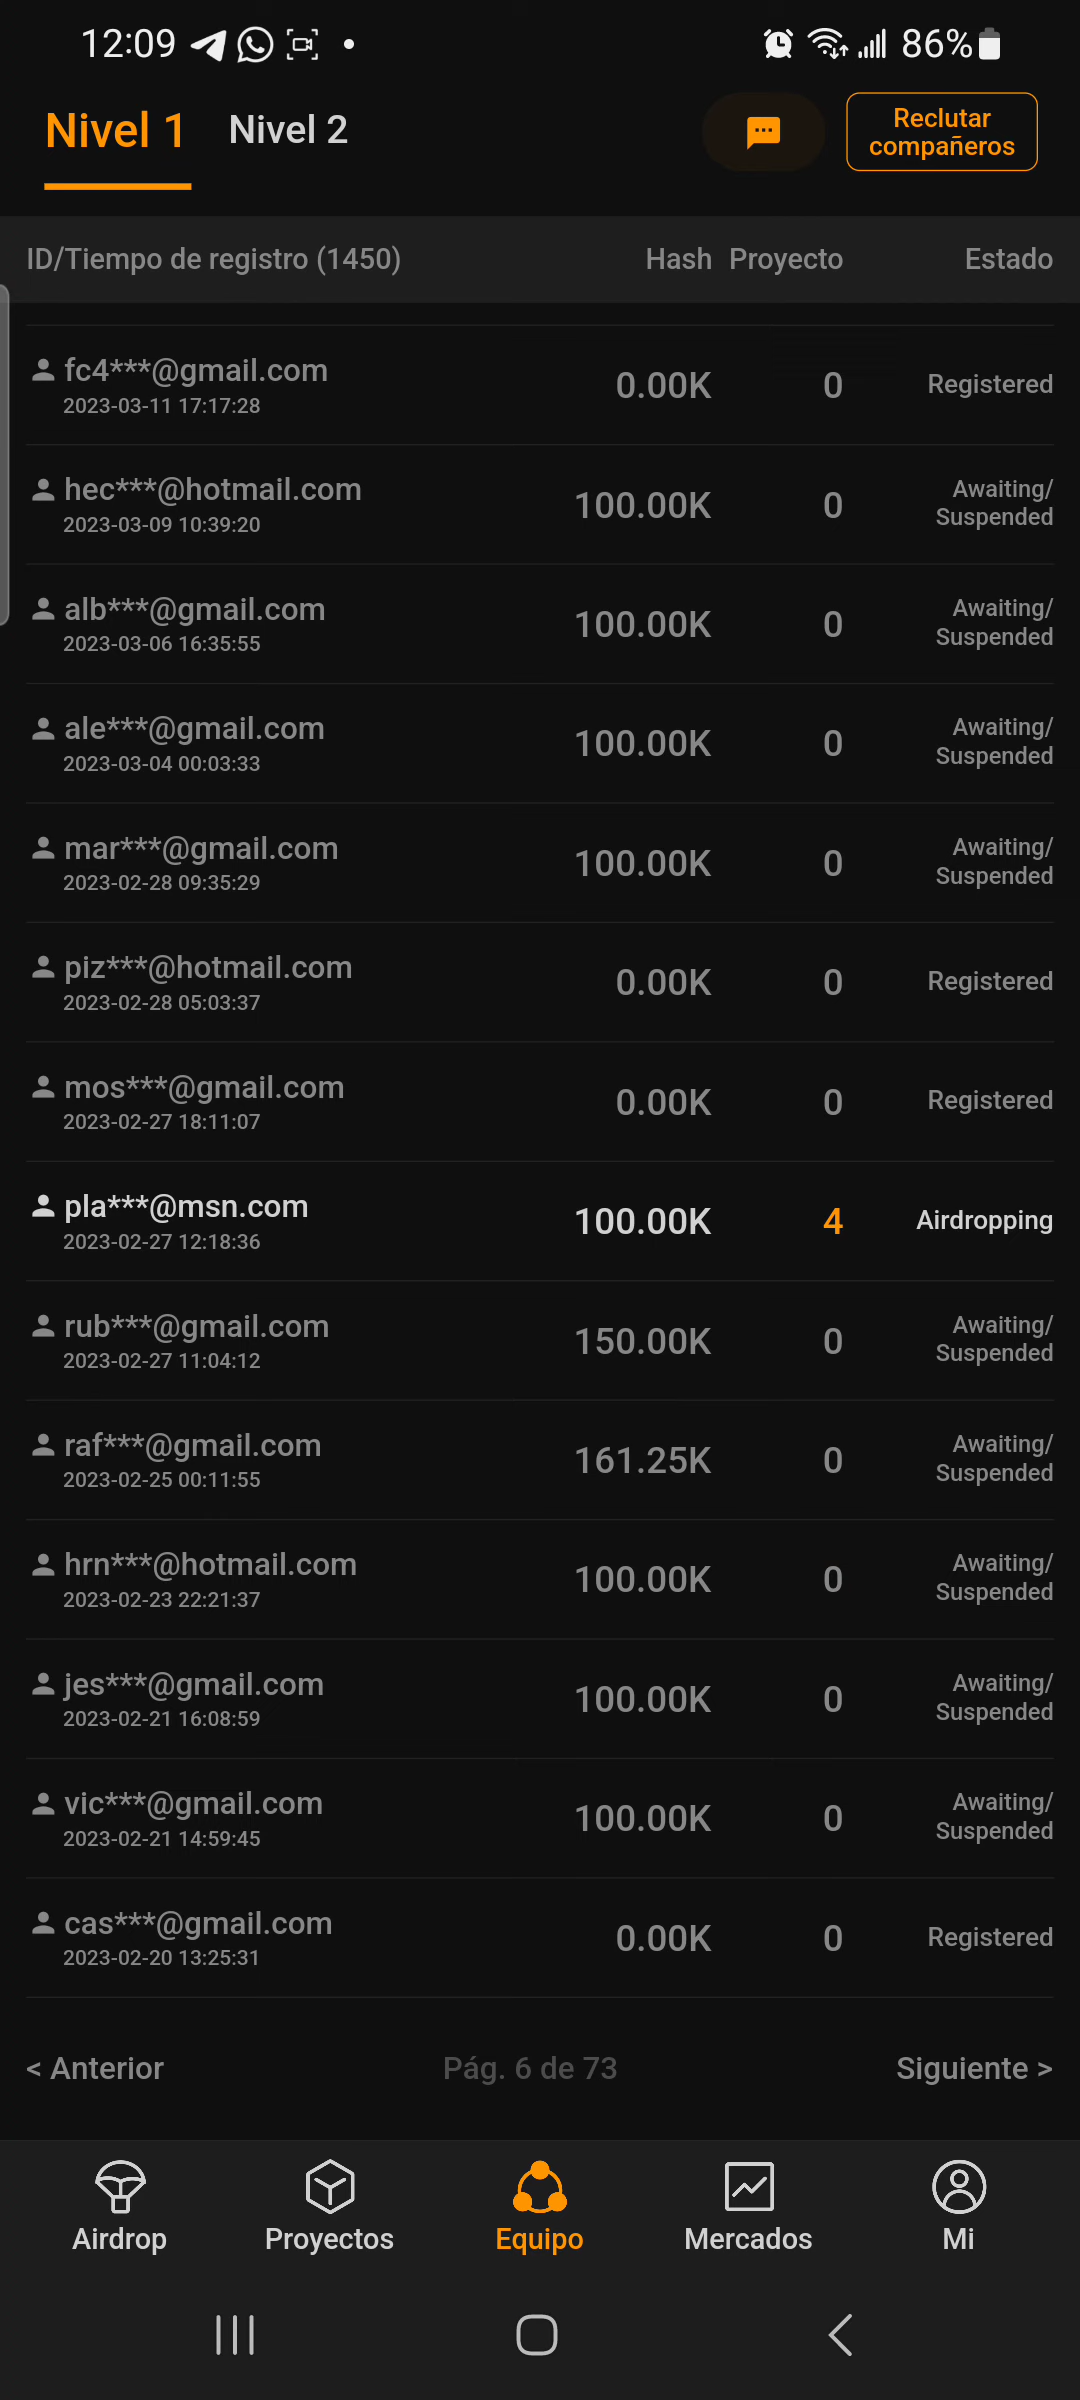 12:09 86%
Nivel 1 Nivel 2 Reclutar compañeros
ID/Tiempo de registro (1450) Hash Proyecto Estado
fc4***@gmail.com 0.00K 0 Registered
2023-03-11 17:17:28
hec***@hotmail.com 100.00K 0 Awaiting/Suspended
2023-03-09 10:39:20
alb***@gmail.com 100.00K 0 Awaiting/Suspended
2023-03-06 16:35:55
ale***@gmail.com 100.00K 0 Awaiting/Suspended
2023-03-04 00:03:33
mar***@gmail.com 100.00K 0 Awaiting/Suspended
2023-02-28 09:35:29
piz***@hotmail.com 0.00K 0 Registered
2023-02-28 05:03:37
mos***@gmail.com 0.00K 0 Registered
2023-02-27 18:11:07
pla***@msn.com 100.00K 4 Airdropping
2023-02-27 12:18:36
rub***@gmail.com 150.00K 0 Awaiting/Suspended
2023-02-27 11:04:12
raf***@gmail.com 161.25K 0 Awaiting/Suspended
2023-02-25 00:11:55
hrn***@hotmail.com 100.00K 0 Awaiting/Suspended
2023-02-23 22:21:37
jes***@gmail.com 100.00K 0 Awaiting/Suspended
2023-02-21 16:08:59
vic***@gmail.com 100.00K 0 Awaiting/Suspended
2023-02-21 14:59:45
cas***@gmail.com 0.00K 0 Registered
2023-02-20 13:25:31
< Anterior Pág. 6 de 73 Siguiente >
Airdrop Proyectos Equipo Mercados Mi